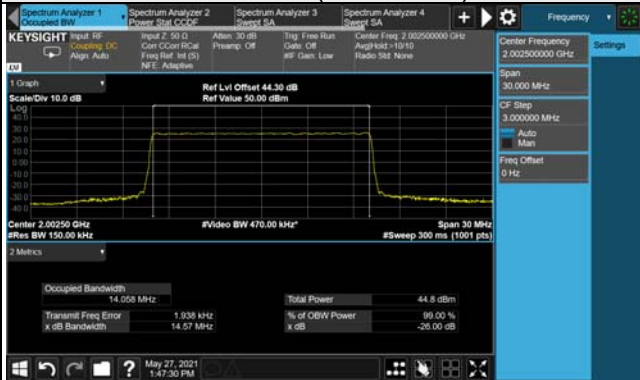 Spectrum Analyzer 1
Occupied BW
Spectrum Analyzer 2
Power Stat CCDF
Spectrum Analyzer 3
Swept SA
Spectrum Analyzer 4
Swept SA
Frequency
KEYSIGHT
Input: RF
Coupling: DC
Align: Auto
Input Z: 50 Ω
Corr CCorr RCal
Freq Ref: Int (S)
NFE: Adaptive
Atten: 30 dB
Preamp: Off
Trig: Free Run
Gate: Off
#IF Gain: Low
Center Freq: 2.002500000 GHz
Avg|Hold:>10/10
Radio Std: None
LXI
Center Frequency
2.002500000 GHz
Settings
Span
30.000 MHz
CF Step
3.000000 MHz
Auto
Man
Freq Offset
0 Hz
1 Graph
Scale/Div 10.0 dB
Ref Lvl Offset 44.30 dB
Ref Value 50.00 dBm
Log
40.0
30.0
20.0
10.0
0.00
-10.0
-20.0
-30.0
-40.0
Center 2.00250 GHz
#Res BW 150.00 kHz
#Video BW 470.00 kHz*
Span 30 MHz
#Sweep 300 ms (1001 pts)
2 Metrics
Occupied Bandwidth
14.058 MHz
Total Power
44.8 dBm
Transmit Freq Error
1.938 kHz
% of OBW Power
99.00 %
x dB Bandwidth
14.57 MHz
x dB
-26.00 dB
?
May 27, 2021
1:47:30 PM